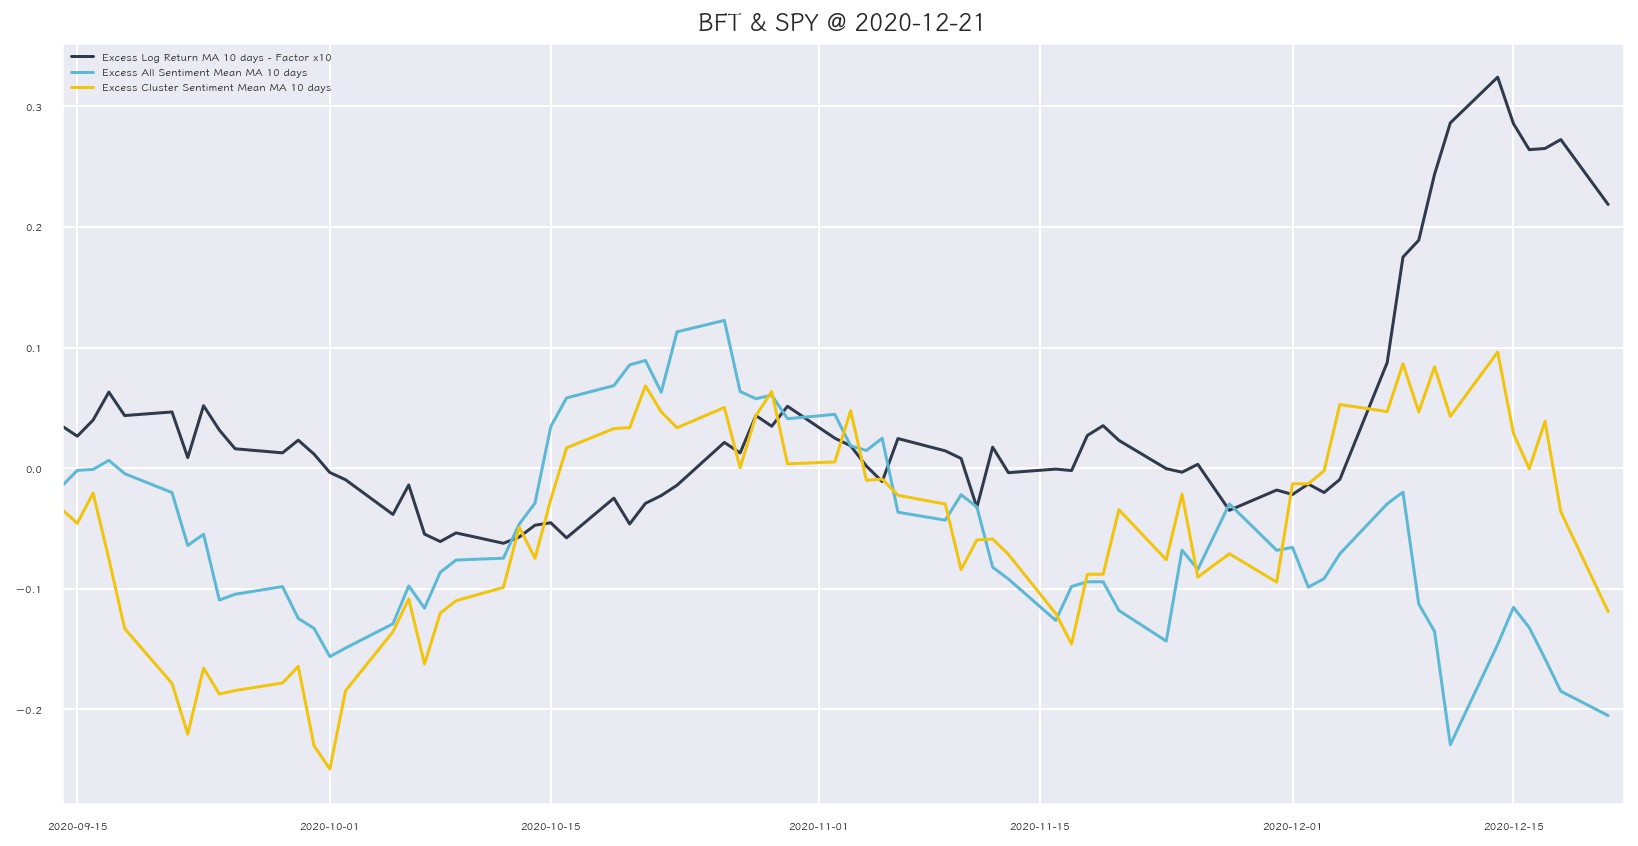 BFT & SPY @ 2020-12-21
Excess Log Return MA 10 days - Factor x10
Excess All Sentiment Mean MA 10 days
Excess Cluster Sentiment Mean MA 10 days
0.3
0.2
0.1
0.0
−0.1
−0.2
2020-09-15 2020-10-01 2020-10-15 2020-11-01 2020-11-15 2020-12-01 2020-12-15